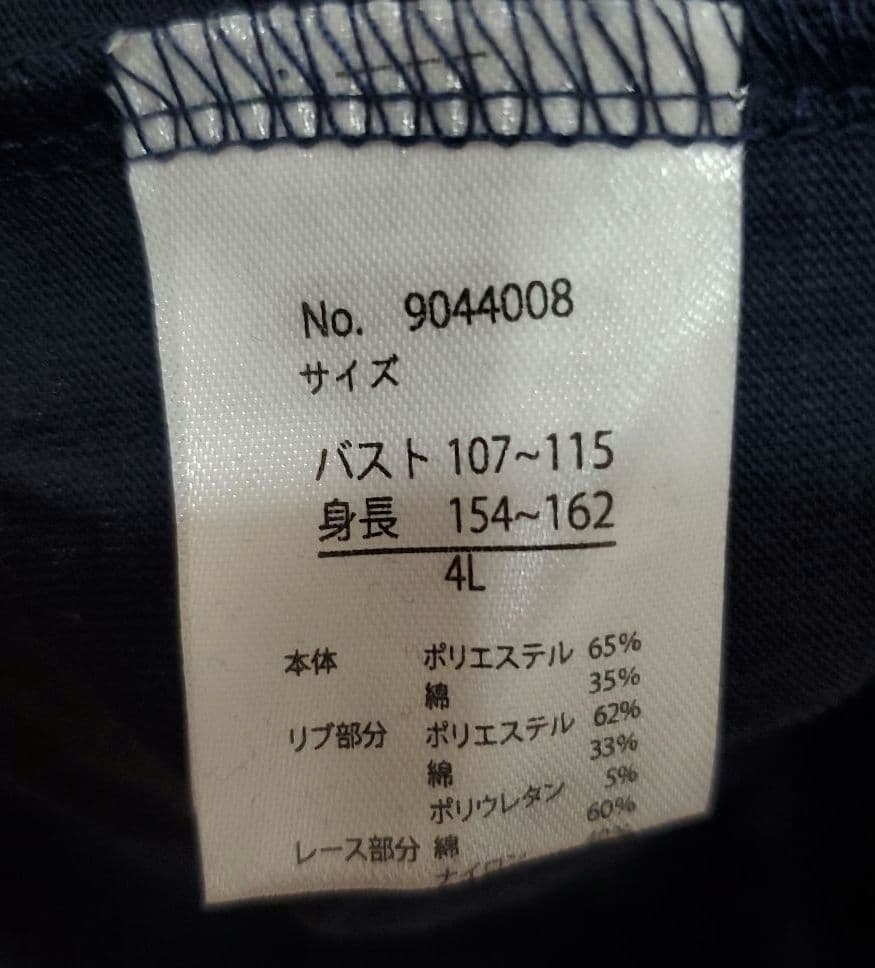 No. 9044008
サイズ
バスト 107~115
身長 154~162
4L
本体 ポリエステル 65%
綿 35%
リブ部分 ポリエステル 62%
綿 33%
ポリウレタン 5%
レース部分 綿 60%